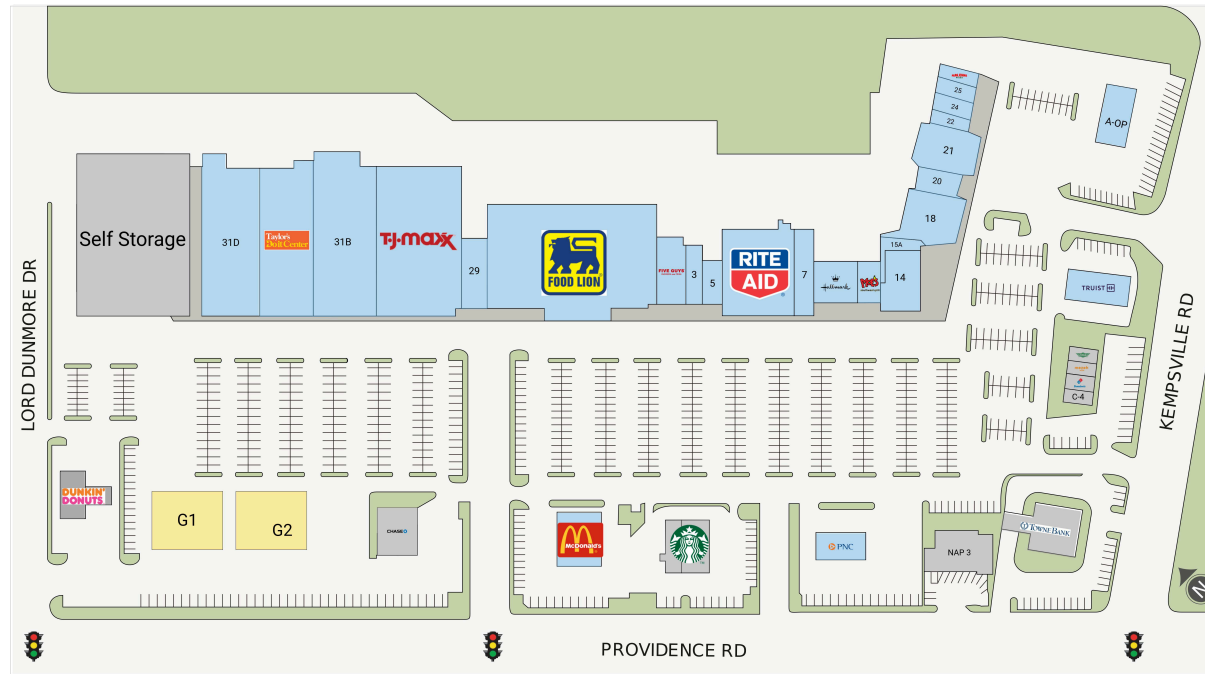 25
24
22
A-OP
21
20
18
15A
14
Self Storage
31D
Taylor's
Do it Center
31B
T.J.maxx
29
FOOD LION
FIVE GUYS
3
5
RITE
AID
7
Hallmark
moe's
TRUIST
C-4
LORD DUNMORE DR
KEMPSVILLE RD
DUNKIN'
DONUTS
G1
G2
CHASE
McDonald's
PNC
NAP 3
TOWNE BANK
N
PROVIDENCE RD